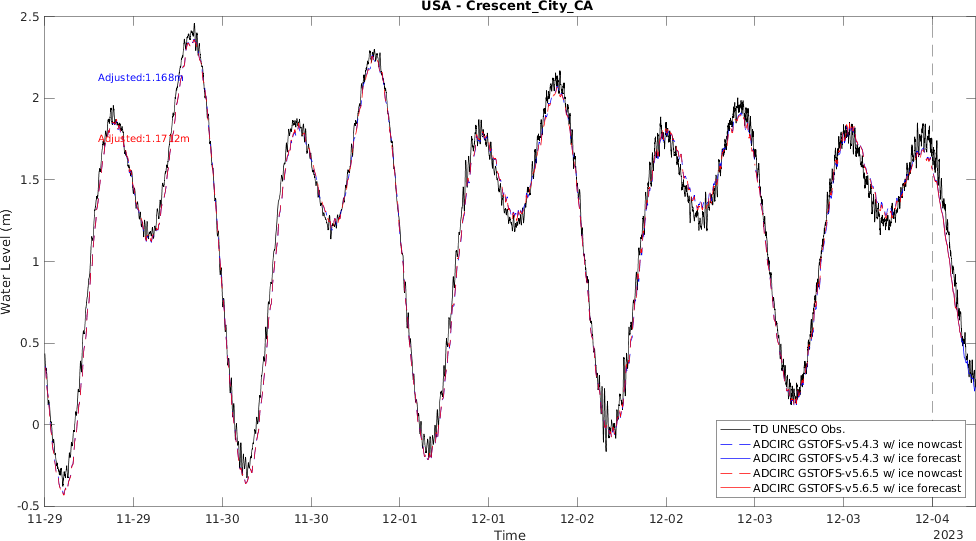 USA - Crescent_City_CA
2.5
2
1.5
1
0.5
0
-0.5
Water Level (m)
Adjusted:1.168m
Adjusted:1.1712m
TD UNESCO Obs.
ADCIRC GSTOFS-v5.4.3 w/ ice nowcast
ADCIRC GSTOFS-v5.4.3 w/ ice forecast
ADCIRC GSTOFS-v5.6.5 w/ ice nowcast
ADCIRC GSTOFS-v5.6.5 w/ ice forecast
11-29 11-29 11-30 11-30 12-01 12-01 12-02 12-02 12-03 12-03 12-04
Time 2023